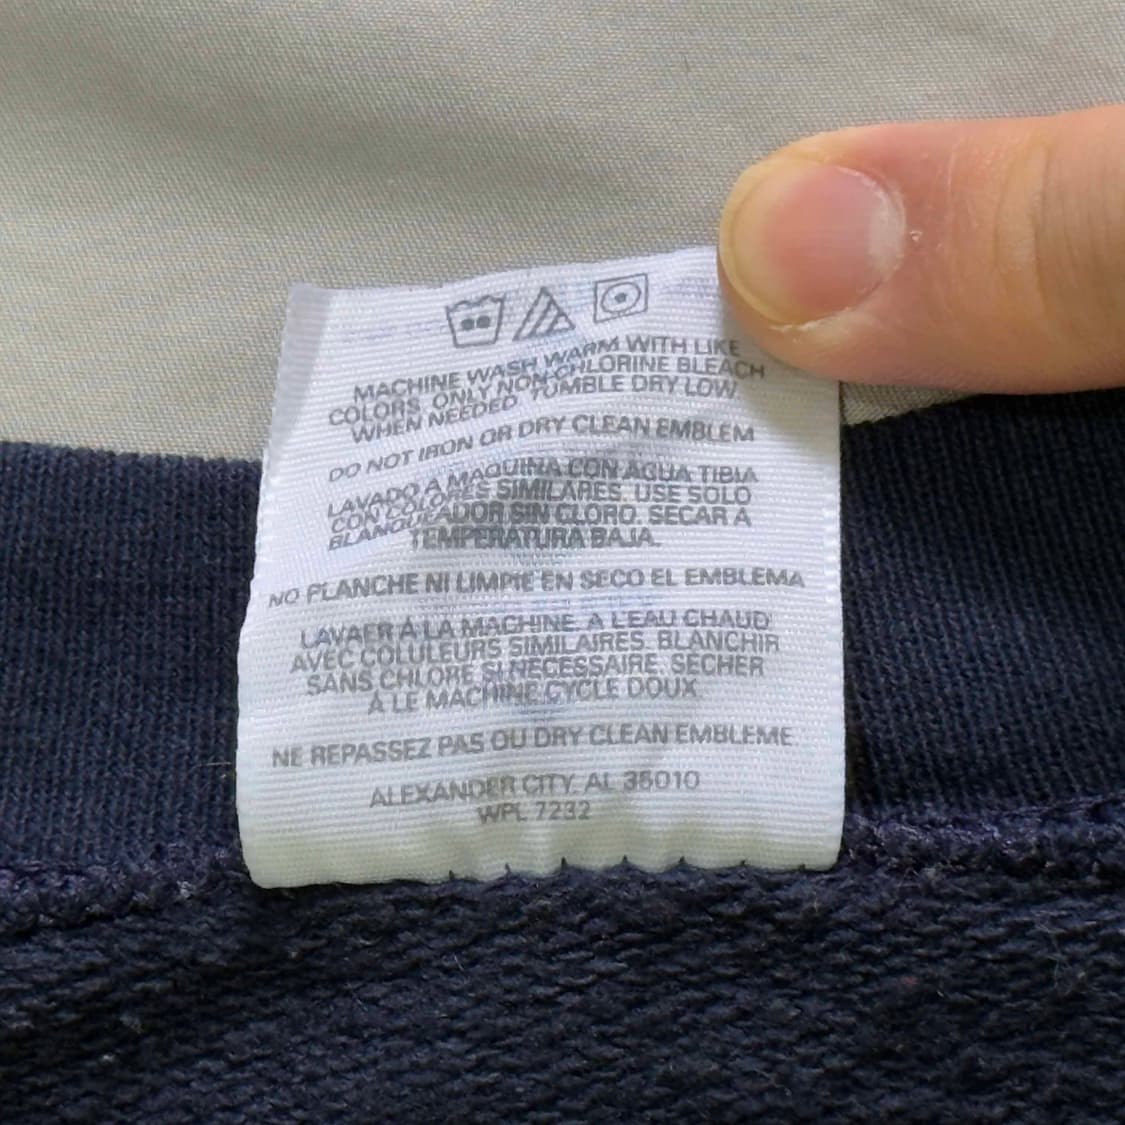 MACHINE WASH WARM WITH LIKE
COLORS. ONLY NON-CHLORINE BLEACH
WHEN NEEDED. TUMBLE DRY LOW.
DO NOT IRON OR DRY CLEAN EMBLEM
LAVADO A MAQUINA CON AGUA TIBIA
CON COLORES SIMILARES. USE SOLO
BLANQUEADOR SIN CLORO. SECAR A
TEMPERATURA BAJA.
NO PLANCHE NI LIMPIE EN SECO EL EMBLEMA
LAVAER A LA MACHINE. A L'EAU CHAUD
AVEC COLULEURS SIMILAIRES. BLANCHIR
SANS CHLORE SI NECESSAIRE. SECHER
À LE MACHINE CYCLE DOUX.
NE REPASSEZ PAS OU DRY CLEAN EMBLEME.
ALEXANDER CITY, AL 35010
WPL 7232